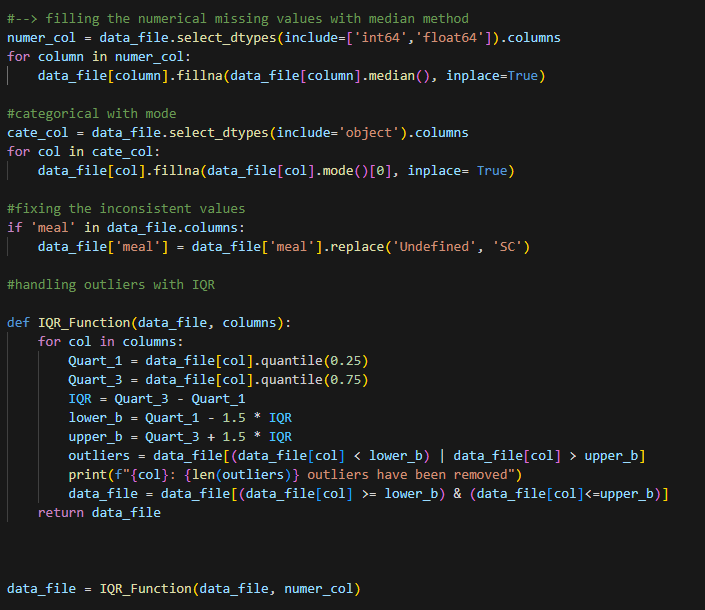 #--> filling the numerical missing values with median method
numer_col = data_file.select_dtypes(include=['int64','float64']).columns
for column in numer_col:
    data_file[column].fillna(data_file[column].median(), inplace=True)

#categorical with mode
cate_col = data_file.select_dtypes(include='object').columns
for col in cate_col:
    data_file[col].fillna(data_file[col].mode()[0], inplace= True)

#fixing the inconsistent values
if 'meal' in data_file.columns:
    data_file['meal'] = data_file['meal'].replace('Undefined', 'SC')

#handling outliers with IQR

def IQR_Function(data_file, columns):
    for col in columns:
        Quart_1 = data_file[col].quantile(0.25)
        Quart_3 = data_file[col].quantile(0.75)
        IQR = Quart_3 - Quart_1
        lower_b = Quart_1 - 1.5 * IQR
        upper_b = Quart_3 + 1.5 * IQR
        outliers = data_file[(data_file[col] < lower_b) | data_file[col] > upper_b]
        print(f"{col}: {len(outliers)} outliers have been removed")
        data_file = data_file[(data_file[col] >= lower_b) & (data_file[col]<=upper_b)]
    return data_file

data_file = IQR_Function(data_file, numer_col)